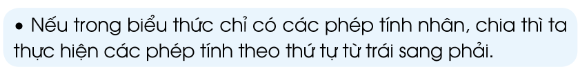 • Nếu trong biểu thức chỉ có các phép tính nhân, chia thì ta
thực hiện các phép tính theo thứ tự từ trái sang phải.